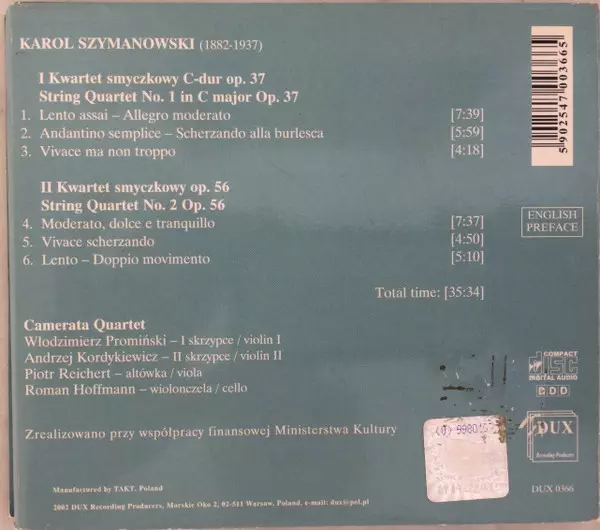 KAROL SZYMANOWSKI (1882-1937)
I Kwartet smyczkowy C-dur op. 37
String Quartet No. 1 in C major Op. 37
1. Lento assai – Allegro moderato [7:39]
2. Andantino semplice – Scherzando alla burlesca [5:59]
3. Vivace ma non troppo [4:18]
II Kwartet smyczkowy op. 56
String Quartet No. 2 Op. 56
4. Moderato, dolce e tranquillo [7:37]
5. Vivace scherzando [4:50]
6. Lento – Doppio movimento [5:10]
Total time: [35:34]
Camerata Quartet
Włodzimierz Promiński – I skrzypce / violin I
Andrzej Kordykiewicz – II skrzypce / violin II
Piotr Reichert – altówka / viola
Roman Hoffmann – wiolonczela / cello
Zrealizowano przy współpracy finansowej Ministerstwa Kultury
Manufactured by TAKT, Poland
2002 DUX Recording Producers, Morskie Oko 2, 02-511 Warsaw, Poland, e-mail: dux@pol.pl
5 902547 003665
ENGLISH
PREFACE
COMPACT
disc
DIGITAL AUDIO
DDD
DUX
Recording Producers
DUX 0366